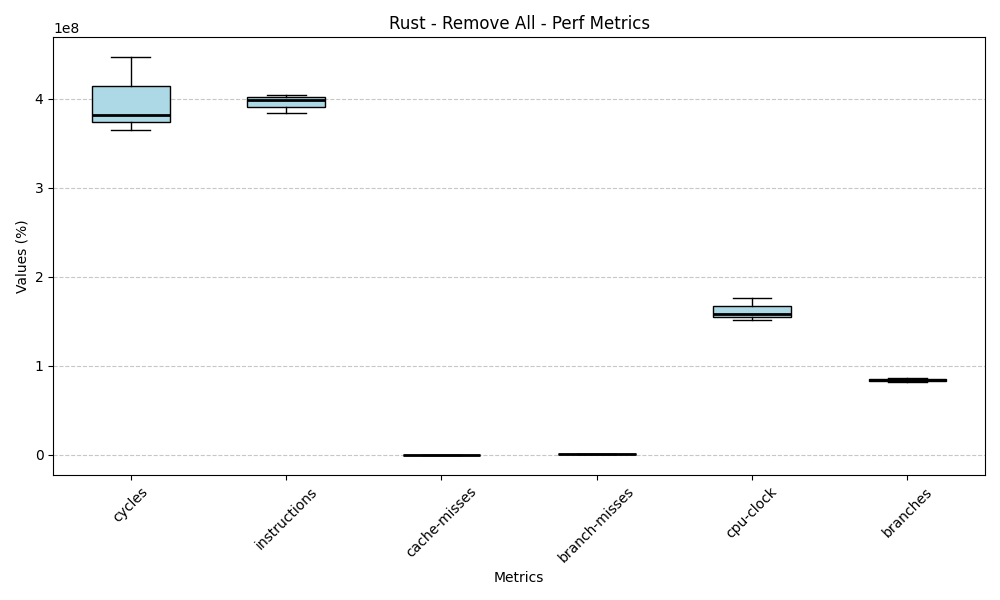 Rust - Remove All - Perf Metrics
1e8
4
3
2
1
0
Values (%)
cycles
instructions
cache-misses
branch-misses
cpu-clock
branches
Metrics